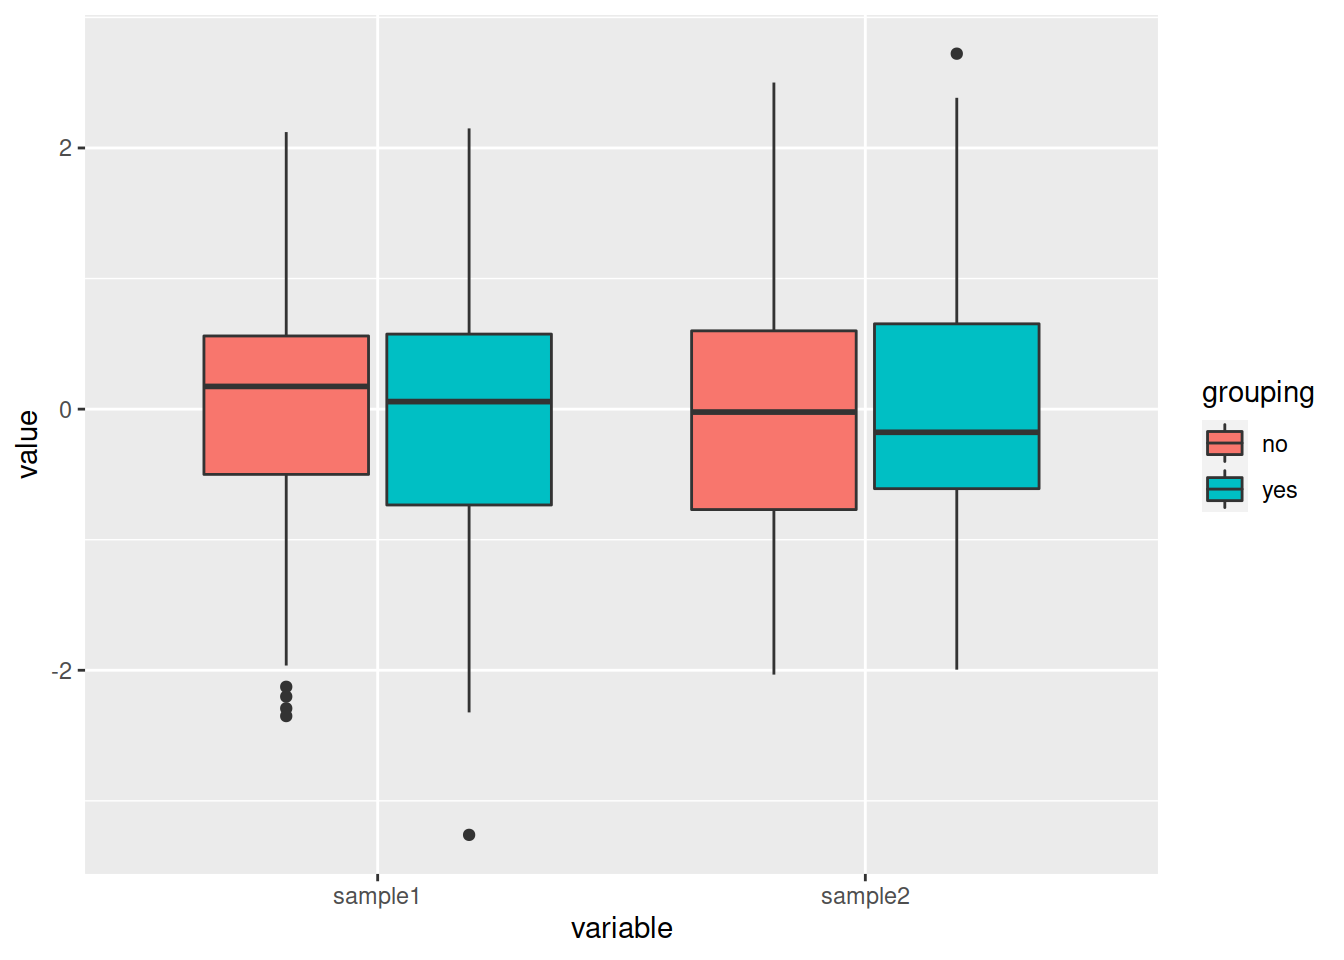 value
2
0
-2
sample1
sample2
variable
grouping
no
yes